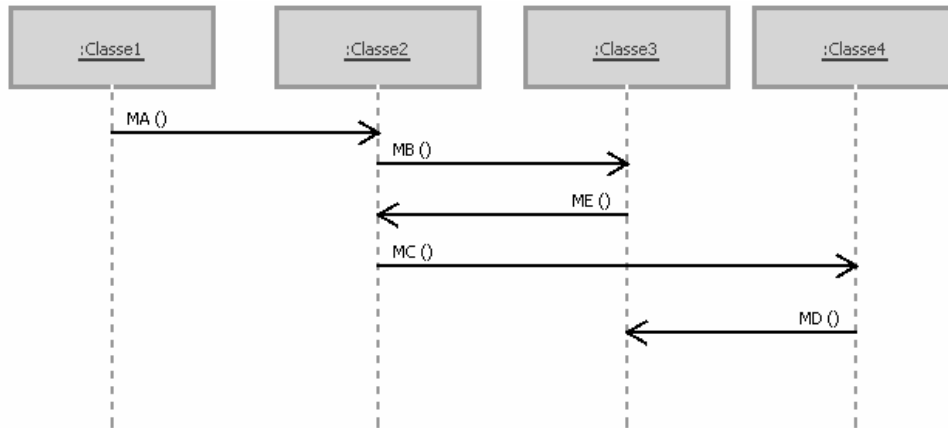 :Classe1
:Classe2
:Classe3
:Classe4
MA ()
MB ()
ME ()
MC ()
MD ()